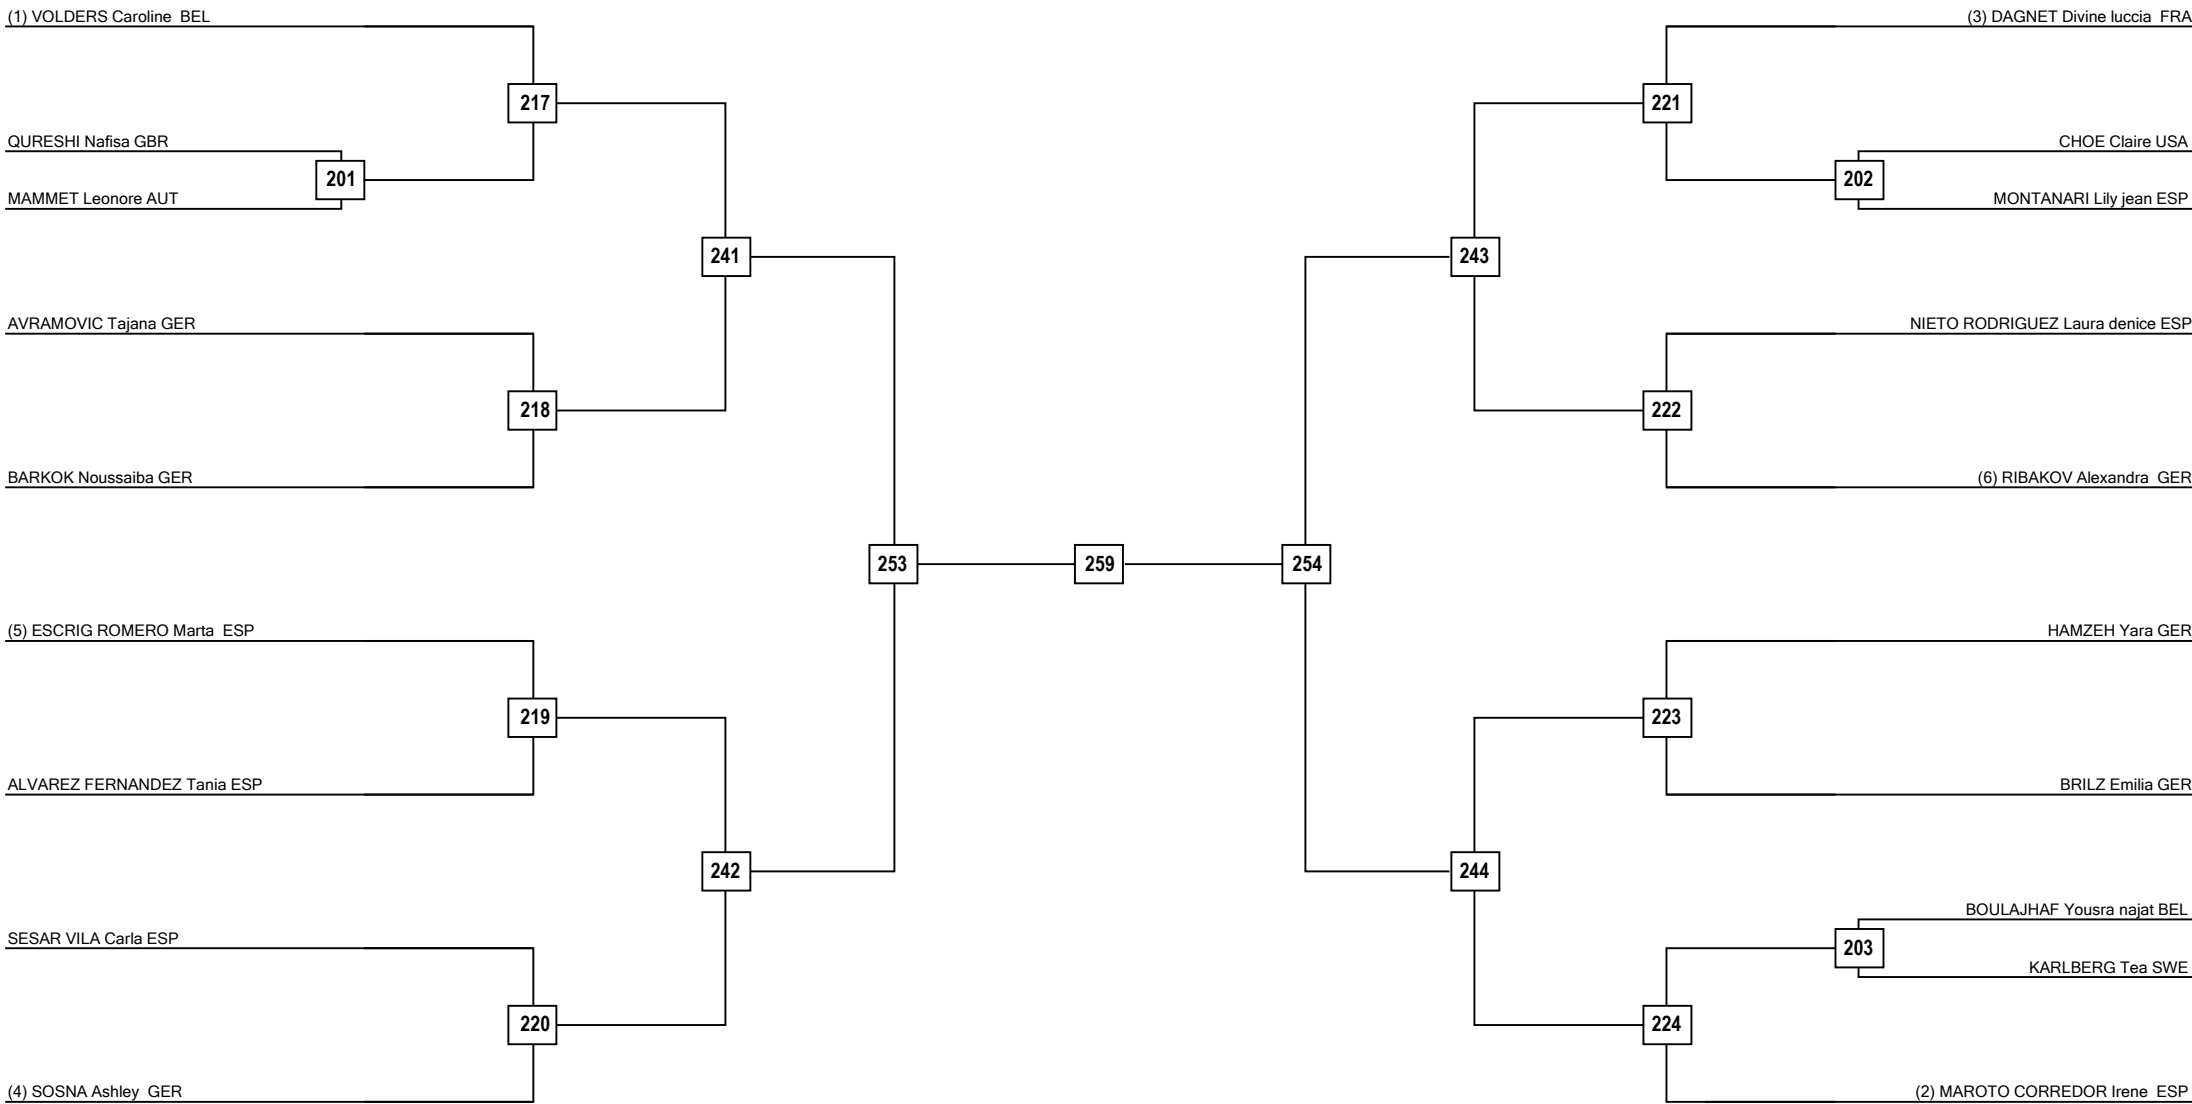 (1) VOLDERS Caroline  BEL
(3) DAGNET Divine luccia  FRA
217
221
QURESHI Nafisa GBR
CHOE Claire USA
201
202
MAMMET Leonore AUT
MONTANARI Lily jean ESP
241
243
AVRAMOVIC Tajana GER
NIETO RODRIGUEZ Laura denice ESP
218
222
BARKOK Noussaiba GER
(6) RIBAKOV Alexandra  GER
253
259
254
(5) ESCRIG ROMERO Marta  ESP
HAMZEH Yara GER
219
223
ALVAREZ FERNANDEZ Tania ESP
BRILZ Emilia GER
242
244
BOULAJHAF Yousra najat BEL
SESAR VILA Carla ESP
203
KARLBERG Tea SWE
220
224
(4) SOSNA Ashley  GER
(2) MAROTO CORREDOR Irene  ESP